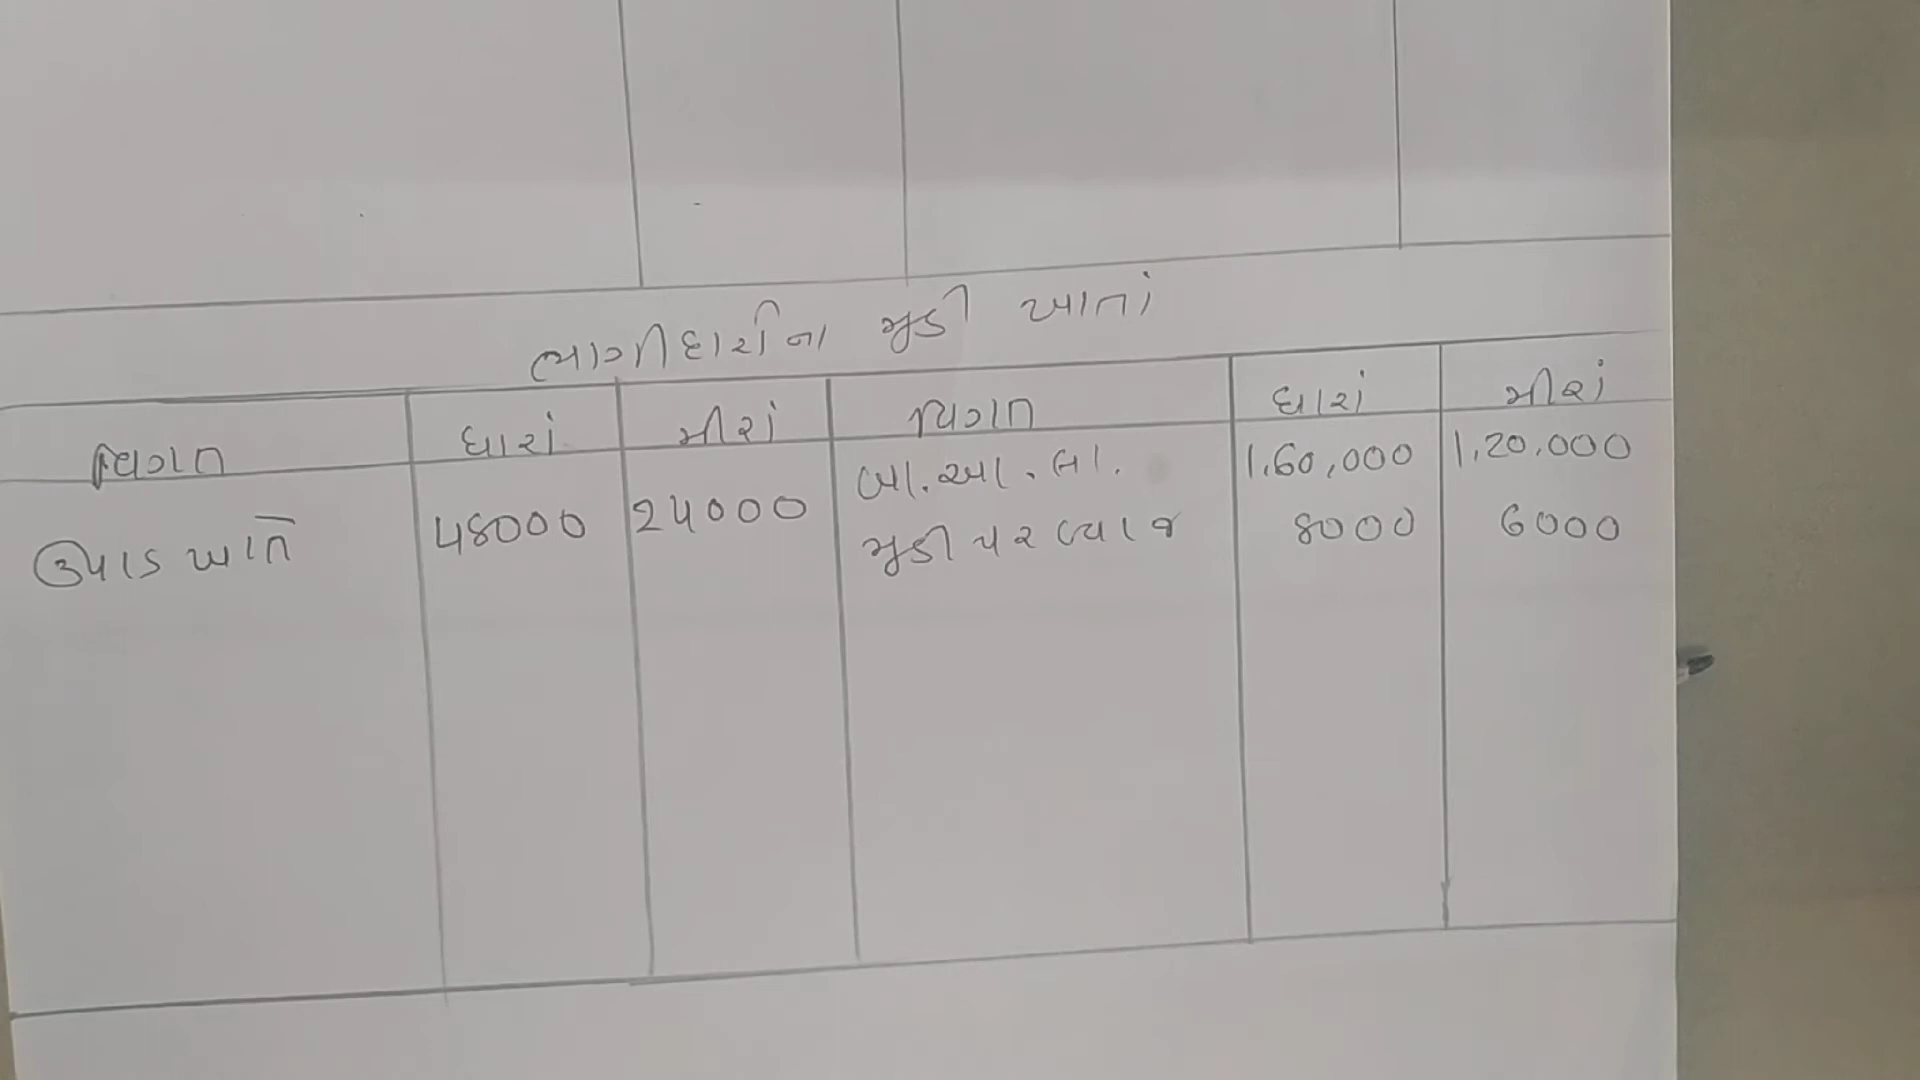 ભાગીદારોના મૂડી ખાતાં
વિગત ધારાં મીરાં વિગત ધારાં મીરાં
ઉપાડ ખાતે 48000 24000 બા.આ.લા. 1,60,000 1,20,000
મૂડી પર વ્યાજ 8000 6000